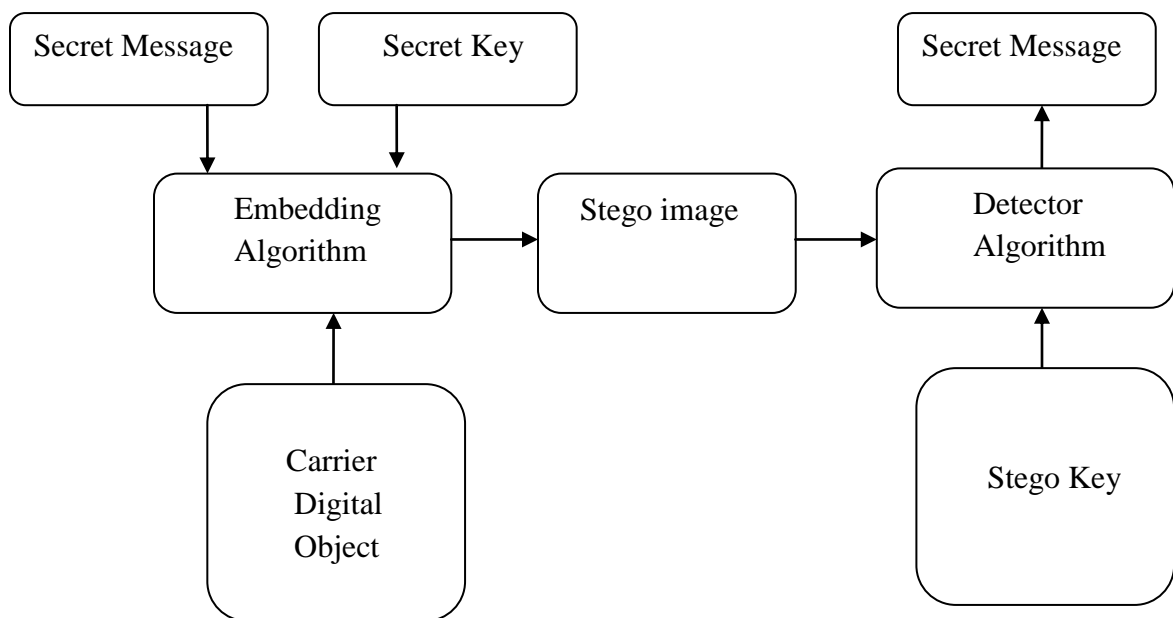 Secret Message
Secret Key
Secret Message
Embedding
Algorithm
Stego image
Detector
Algorithm
Carrier
Digital
Object
Stego Key